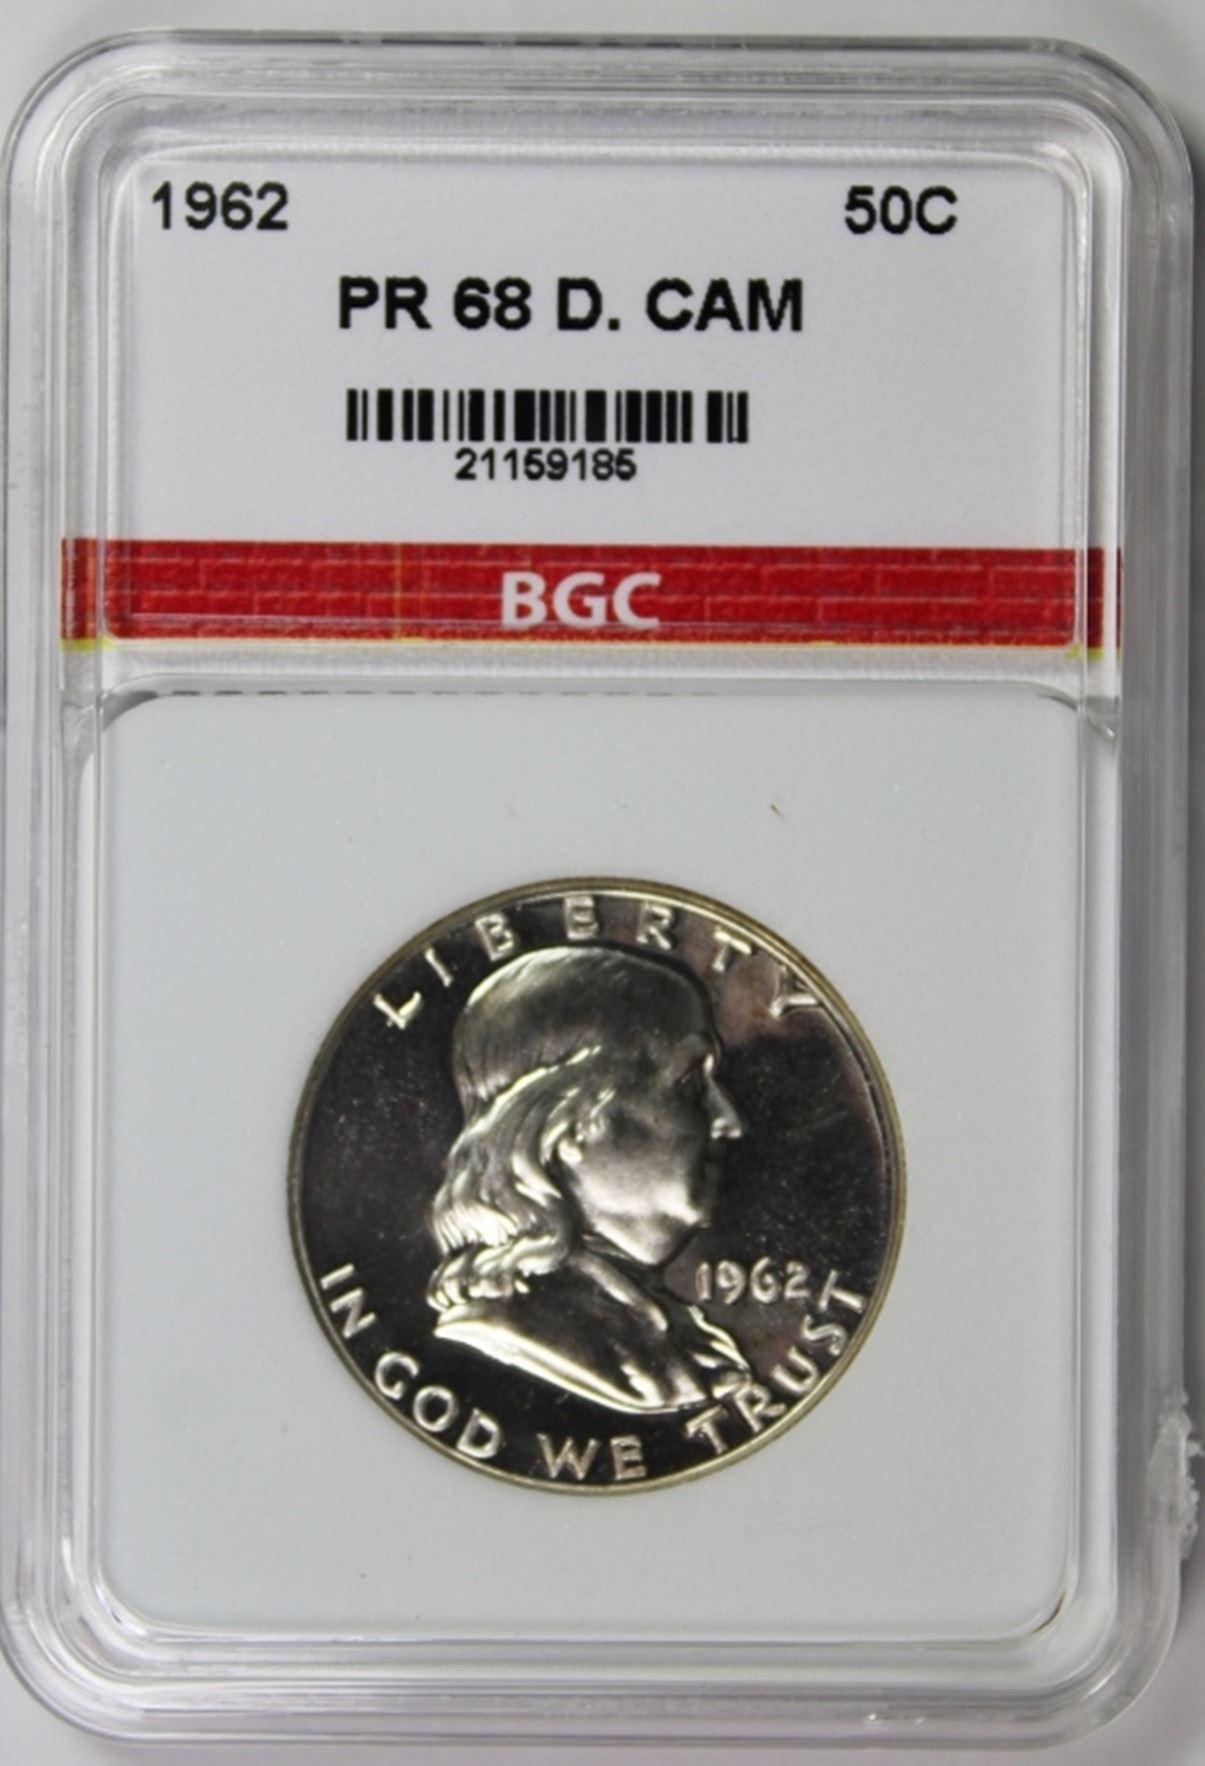 1962 50C
PR 68 D. CAM
21159185
BGC
LIBERTY
1962
IN GOD WE TRUST